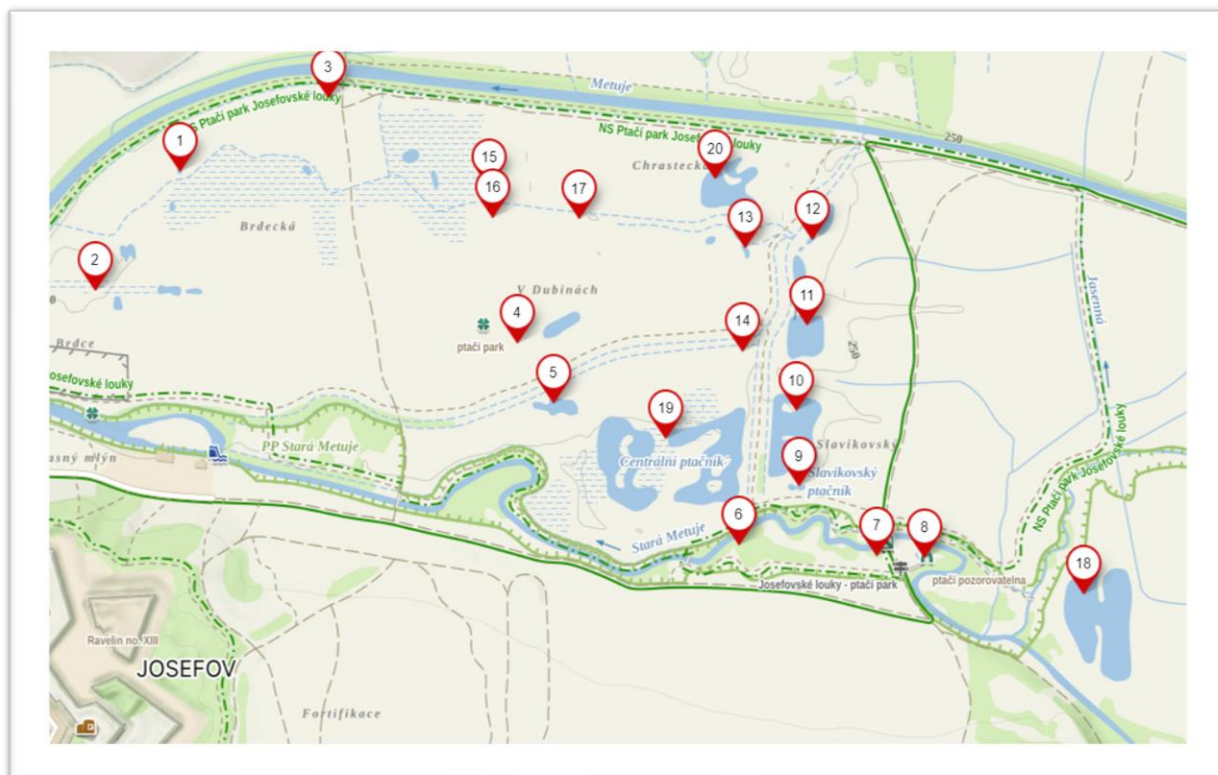 3
Metuje
NS Ptačí park Josefovské louky
NS Ptačí park Josefovské louky
250
1
15
20
Chrastecká
16
17
12
13
Brdecká
2
V Dubinách
11
4
14
Jasenná
ptačí park
250
Brdce
5
10
osefovské louky
19
PP Stará Metuje
Slavíkovský
9
Centrální ptačník
Slavíkovský
ptačník
asný mlýn
NS Ptačí park Josefovské louky
6
7
8
Stará Metuje
18
Josefovské louky - ptačí park
ptačí pozorovatelna
Ravelin no. XIII
JOSEFOV
Fortifikace